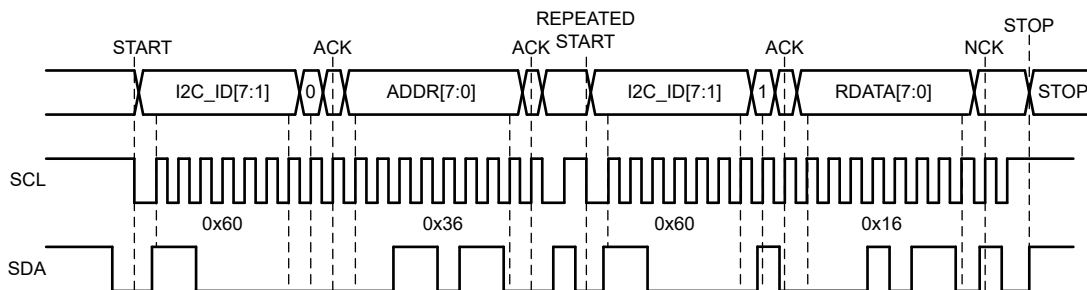 REPEATED
START
STOP
START
ACK
ACK
ACK
NCK
I2C_ID[7:1]
0
ADDR[7:0]
I2C_ID[7:1]
1
RDATA[7:0]
STOP
SCL
0x60
0x36
0x60
0x16
SDA